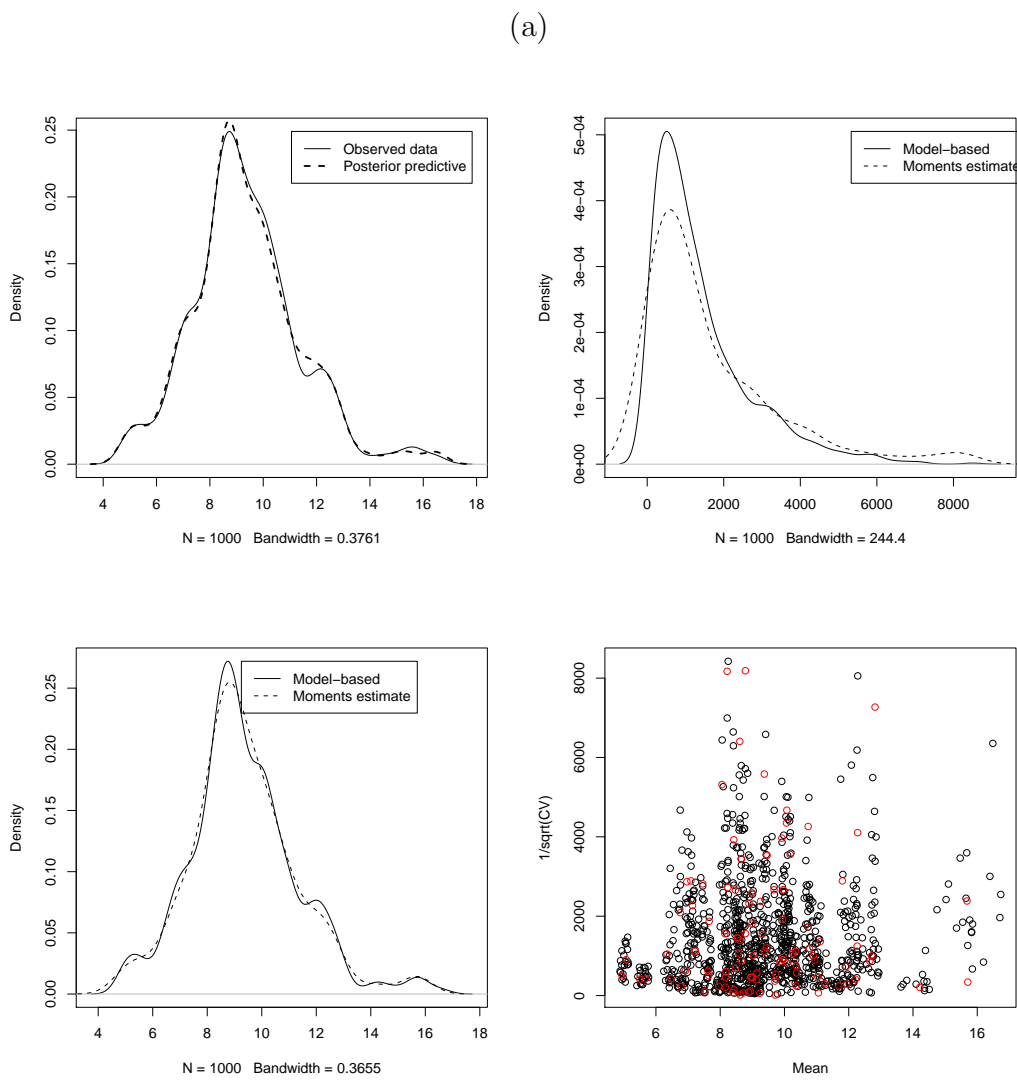 (a)
Density
0.00 0.05 0.10 0.15 0.20 0.25
Observed data
Posterior predictive
4 6 8 10 12 14 16 18
N = 1000 Bandwidth = 0.3761
Density
0e+00 1e−04 2e−04 3e−04 4e−04 5e−04
Model−based
Moments estimate
0 2000 4000 6000 8000
N = 1000 Bandwidth = 244.4
Density
0.00 0.05 0.10 0.15 0.20 0.25
Model−based
Moments estimate
4 6 8 10 12 14 16 18
N = 1000 Bandwidth = 0.3655
1/sqrt(CV)
0 2000 4000 6000 8000
6 8 10 12 14 16
Mean